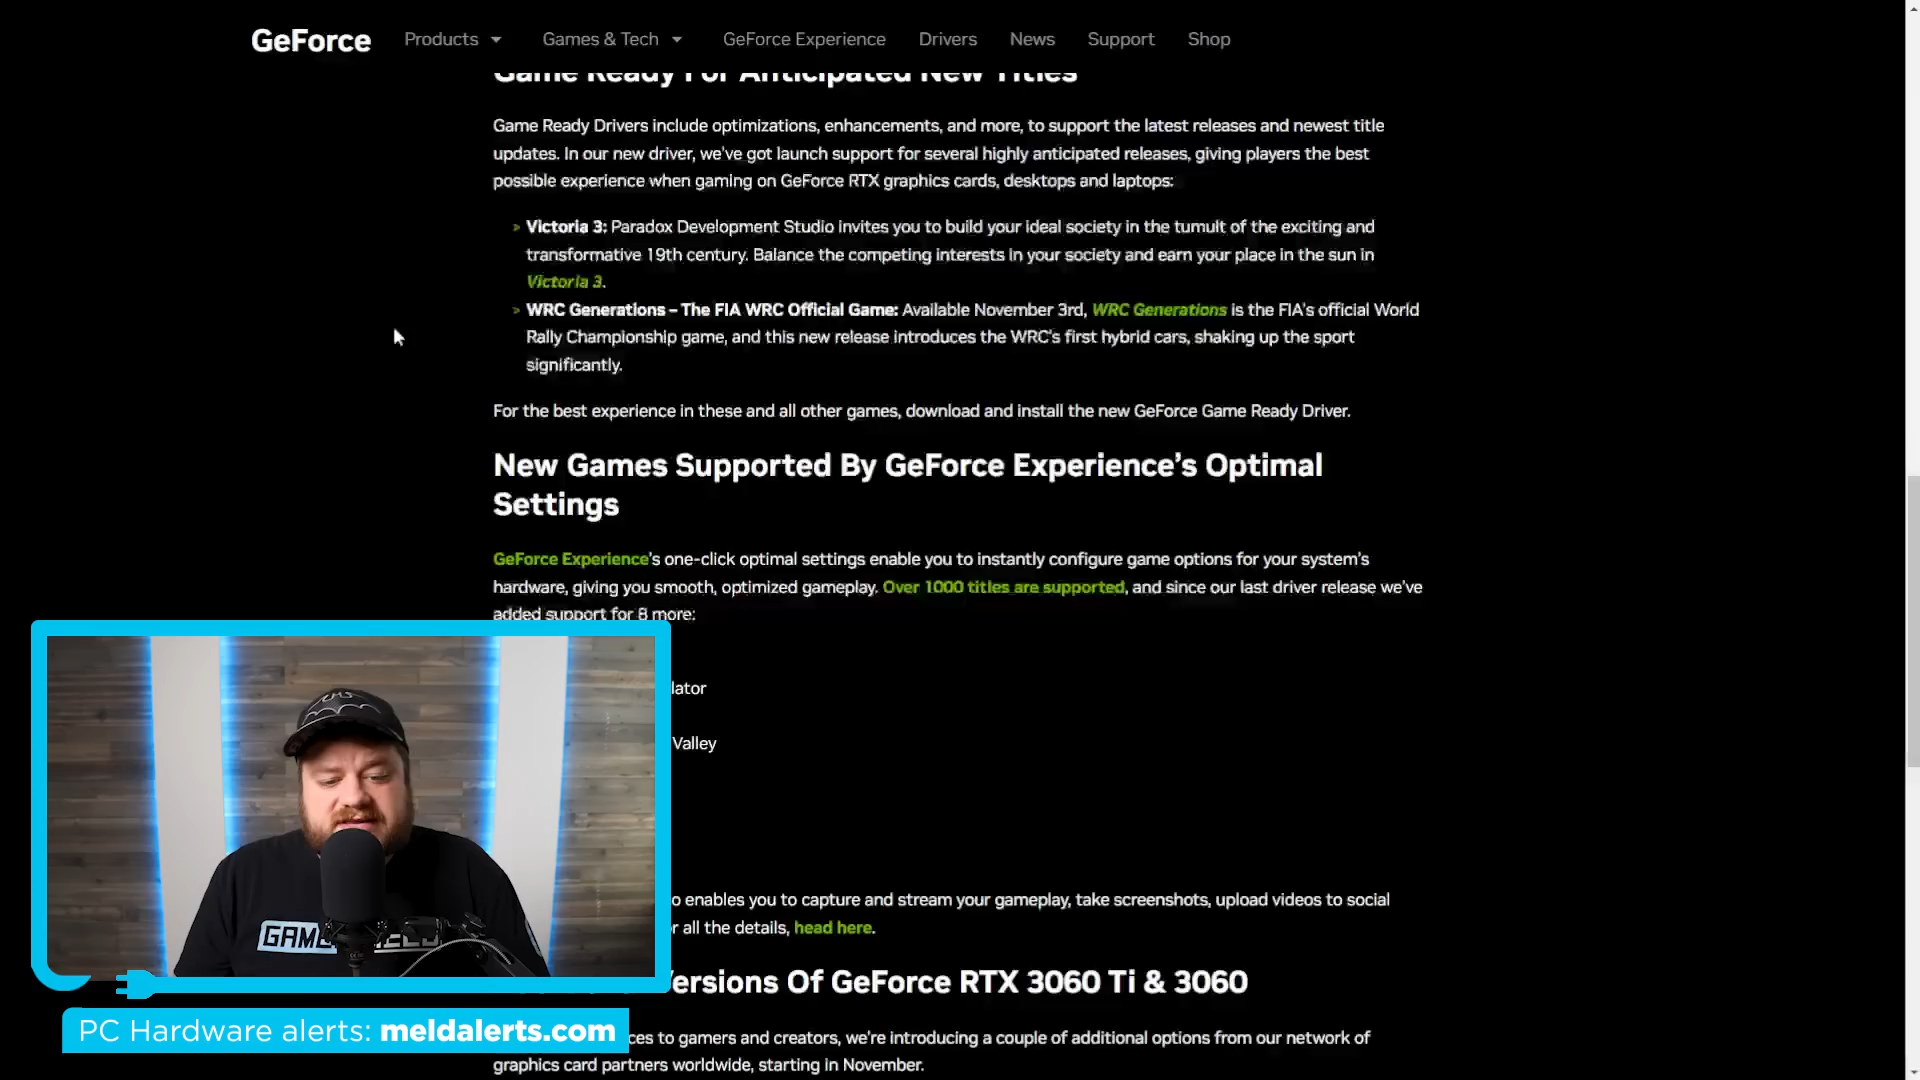 GeForce Products Games & Tech GeForce Experience Drivers News Support Shop
Game Ready For Anticipated New Titles
Game Ready Drivers include optimizations, enhancements, and more, to support the latest releases and newest title
updates. In our new driver, we've got launch support for several highly anticipated releases, giving players the best
possible experience when gaming on GeForce RTX graphics cards, desktops and laptops:
> Victoria 3: Paradox Development Studio invites you to build your ideal society in the tumult of the exciting and
transformative 19th century. Balance the competing interests in your society and earn your place in the sun in
Victoria 3.
> WRC Generations – The FIA WRC Official Game: Available November 3rd, WRC Generations is the FIA's official World
Rally Championship game, and this new release introduces the WRC's first hybrid cars, shaking up the sport
significantly.
For the best experience in these and all other games, download and install the new GeForce Game Ready Driver.
New Games Supported By GeForce Experience's Optimal
Settings
GeForce Experience's one-click optimal settings enable you to instantly configure game options for your system's
hardware, giving you smooth, optimized gameplay. Over 1000 titles are supported, and since our last driver release we've
added support for 8 more:
lator
Valley
o enables you to capture and stream your gameplay, take screenshots, upload videos to social
r all the details, head here.
ersions Of GeForce RTX 3060 Ti & 3060
ces to gamers and creators, we're introducing a couple of additional options from our network of
graphics card partners worldwide, starting in November.
PC Hardware alerts: meldalerts.com